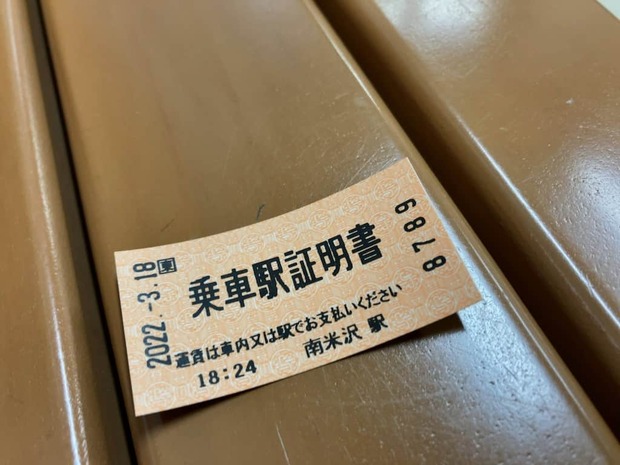 2022.-3.18 東
乗車駅証明書
8789
運賃は車内又は駅でお支払いください
18:24 南米沢 駅